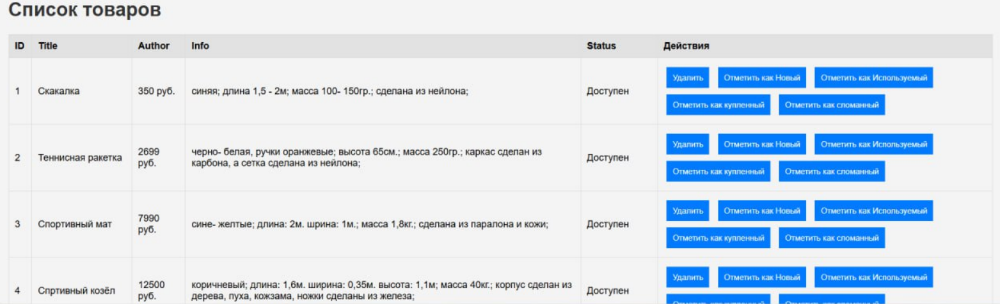 Список товаров
ID Title Author Info Status Действия
1 Скакалка 350 руб. синяя; длина 1,5 - 2м; масса 100- 150гр.; сделана из нейлона; Доступен
Удалить Отметить как Новый Отметить как Используемый
Отметить как купленный Отметить как сломанный
2 Теннисная ракетка 2699 руб. черно- белая, ручки оранжевые; высота 65см.; масса 250гр.; каркас сделан из
карбона, а сетка сделана из нейлона; Доступен
Удалить Отметить как Новый Отметить как Используемый
Отметить как купленный Отметить как сломанный
3 Спортивный мат 7990 руб. сине- желтые; длина: 2м. шрина: 1м.; масса 1,8кг.; сделана из паралона и кожи; Доступен
Удалить Отметить как Новый Отметить как Используемый
Отметить как купленный Отметить как сломанный
4 Спртивный козёл 12500 руб. коричневый; длина: 1,6м. ширина: 0,35м. высота: 1,1м; масса 40кг.; корпус сделан из
дерева, пуха, кожзама, ножки сделаны из железа; Доступен
Удалить Отметить как Новый Отметить как Используемый
Отметить как купленный Отметить как сломанный